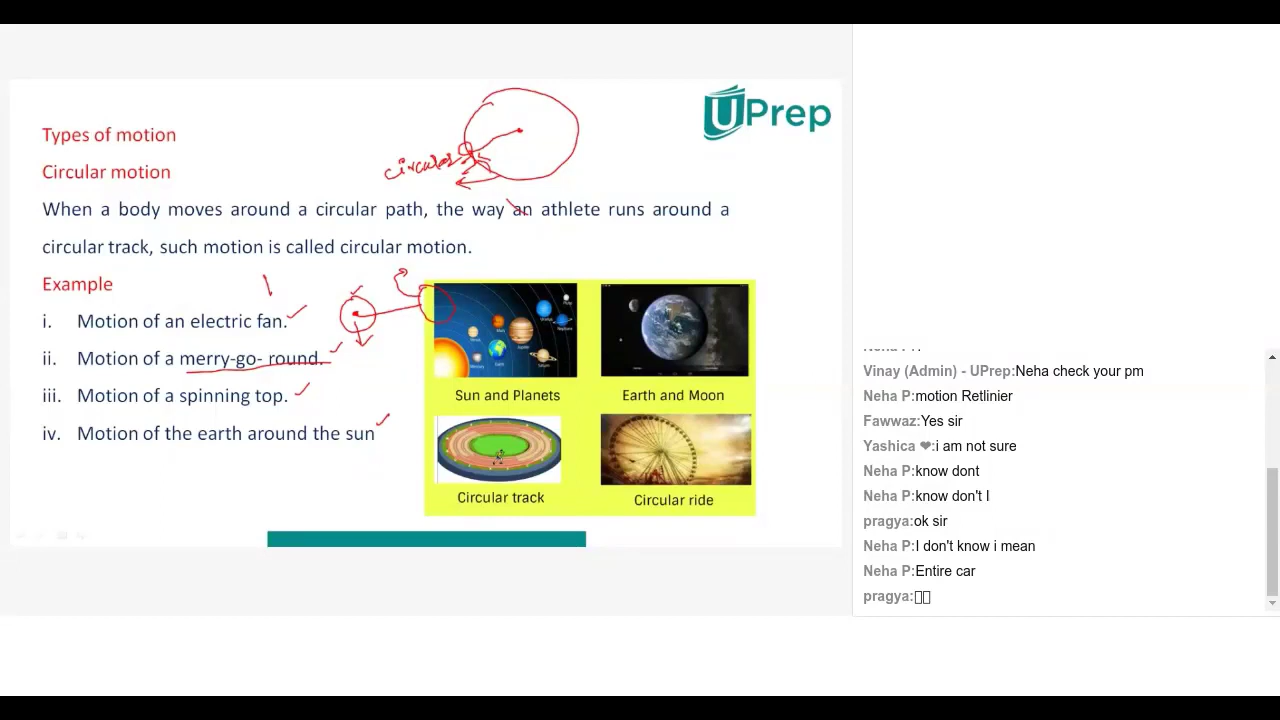 UPrep
Types of motion
Circular motion
circular
When a body moves around a circular path, the way an athlete runs around a
circular track, such motion is called circular motion.
Example
i. Motion of an electric fan.
ii. Motion of a merry-go- round.
iii. Motion of a spinning top.
iv. Motion of the earth around the sun
Sun and Planets
Earth and Moon
Circular track
Circular ride
Vinay (Admin) - UPrep:Neha check your pm
Neha P:motion Retlinier
Fawwaz:Yes sir
Yashica ❤:i am not sure
Neha P:know dont
Neha P:know don't I
pragya:ok sir
Neha P:I don't know i mean
Neha P:Entire car
pragya: